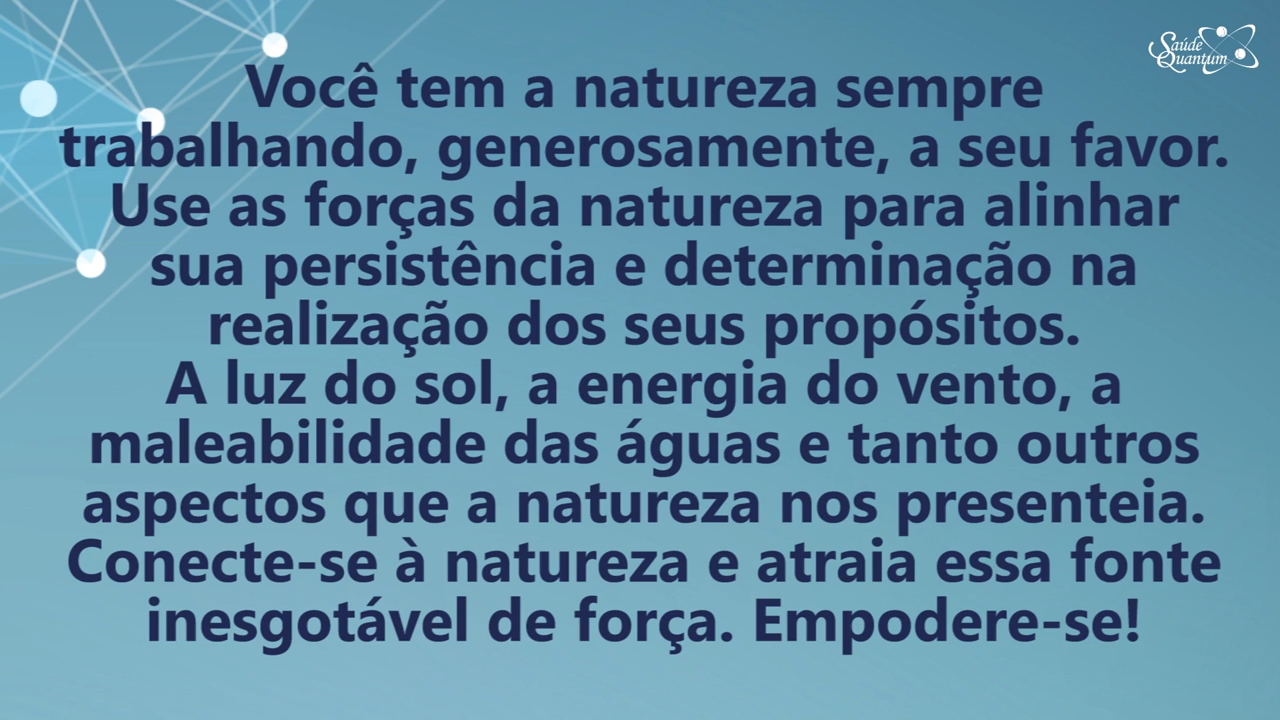 Saúde
Quantum
Você tem a natureza sempre
trabalhando, generosamente, a seu favor.
Use as forças da natureza para alinhar
sua persistência e determinação na
realização dos seus propósitos.
A luz do sol, a energia do vento, a
maleabilidade das águas e tanto outros
aspectos que a natureza nos presenteia.
Conecte-se à natureza e atraia essa fonte
inesgotável de força. Empodere-se!